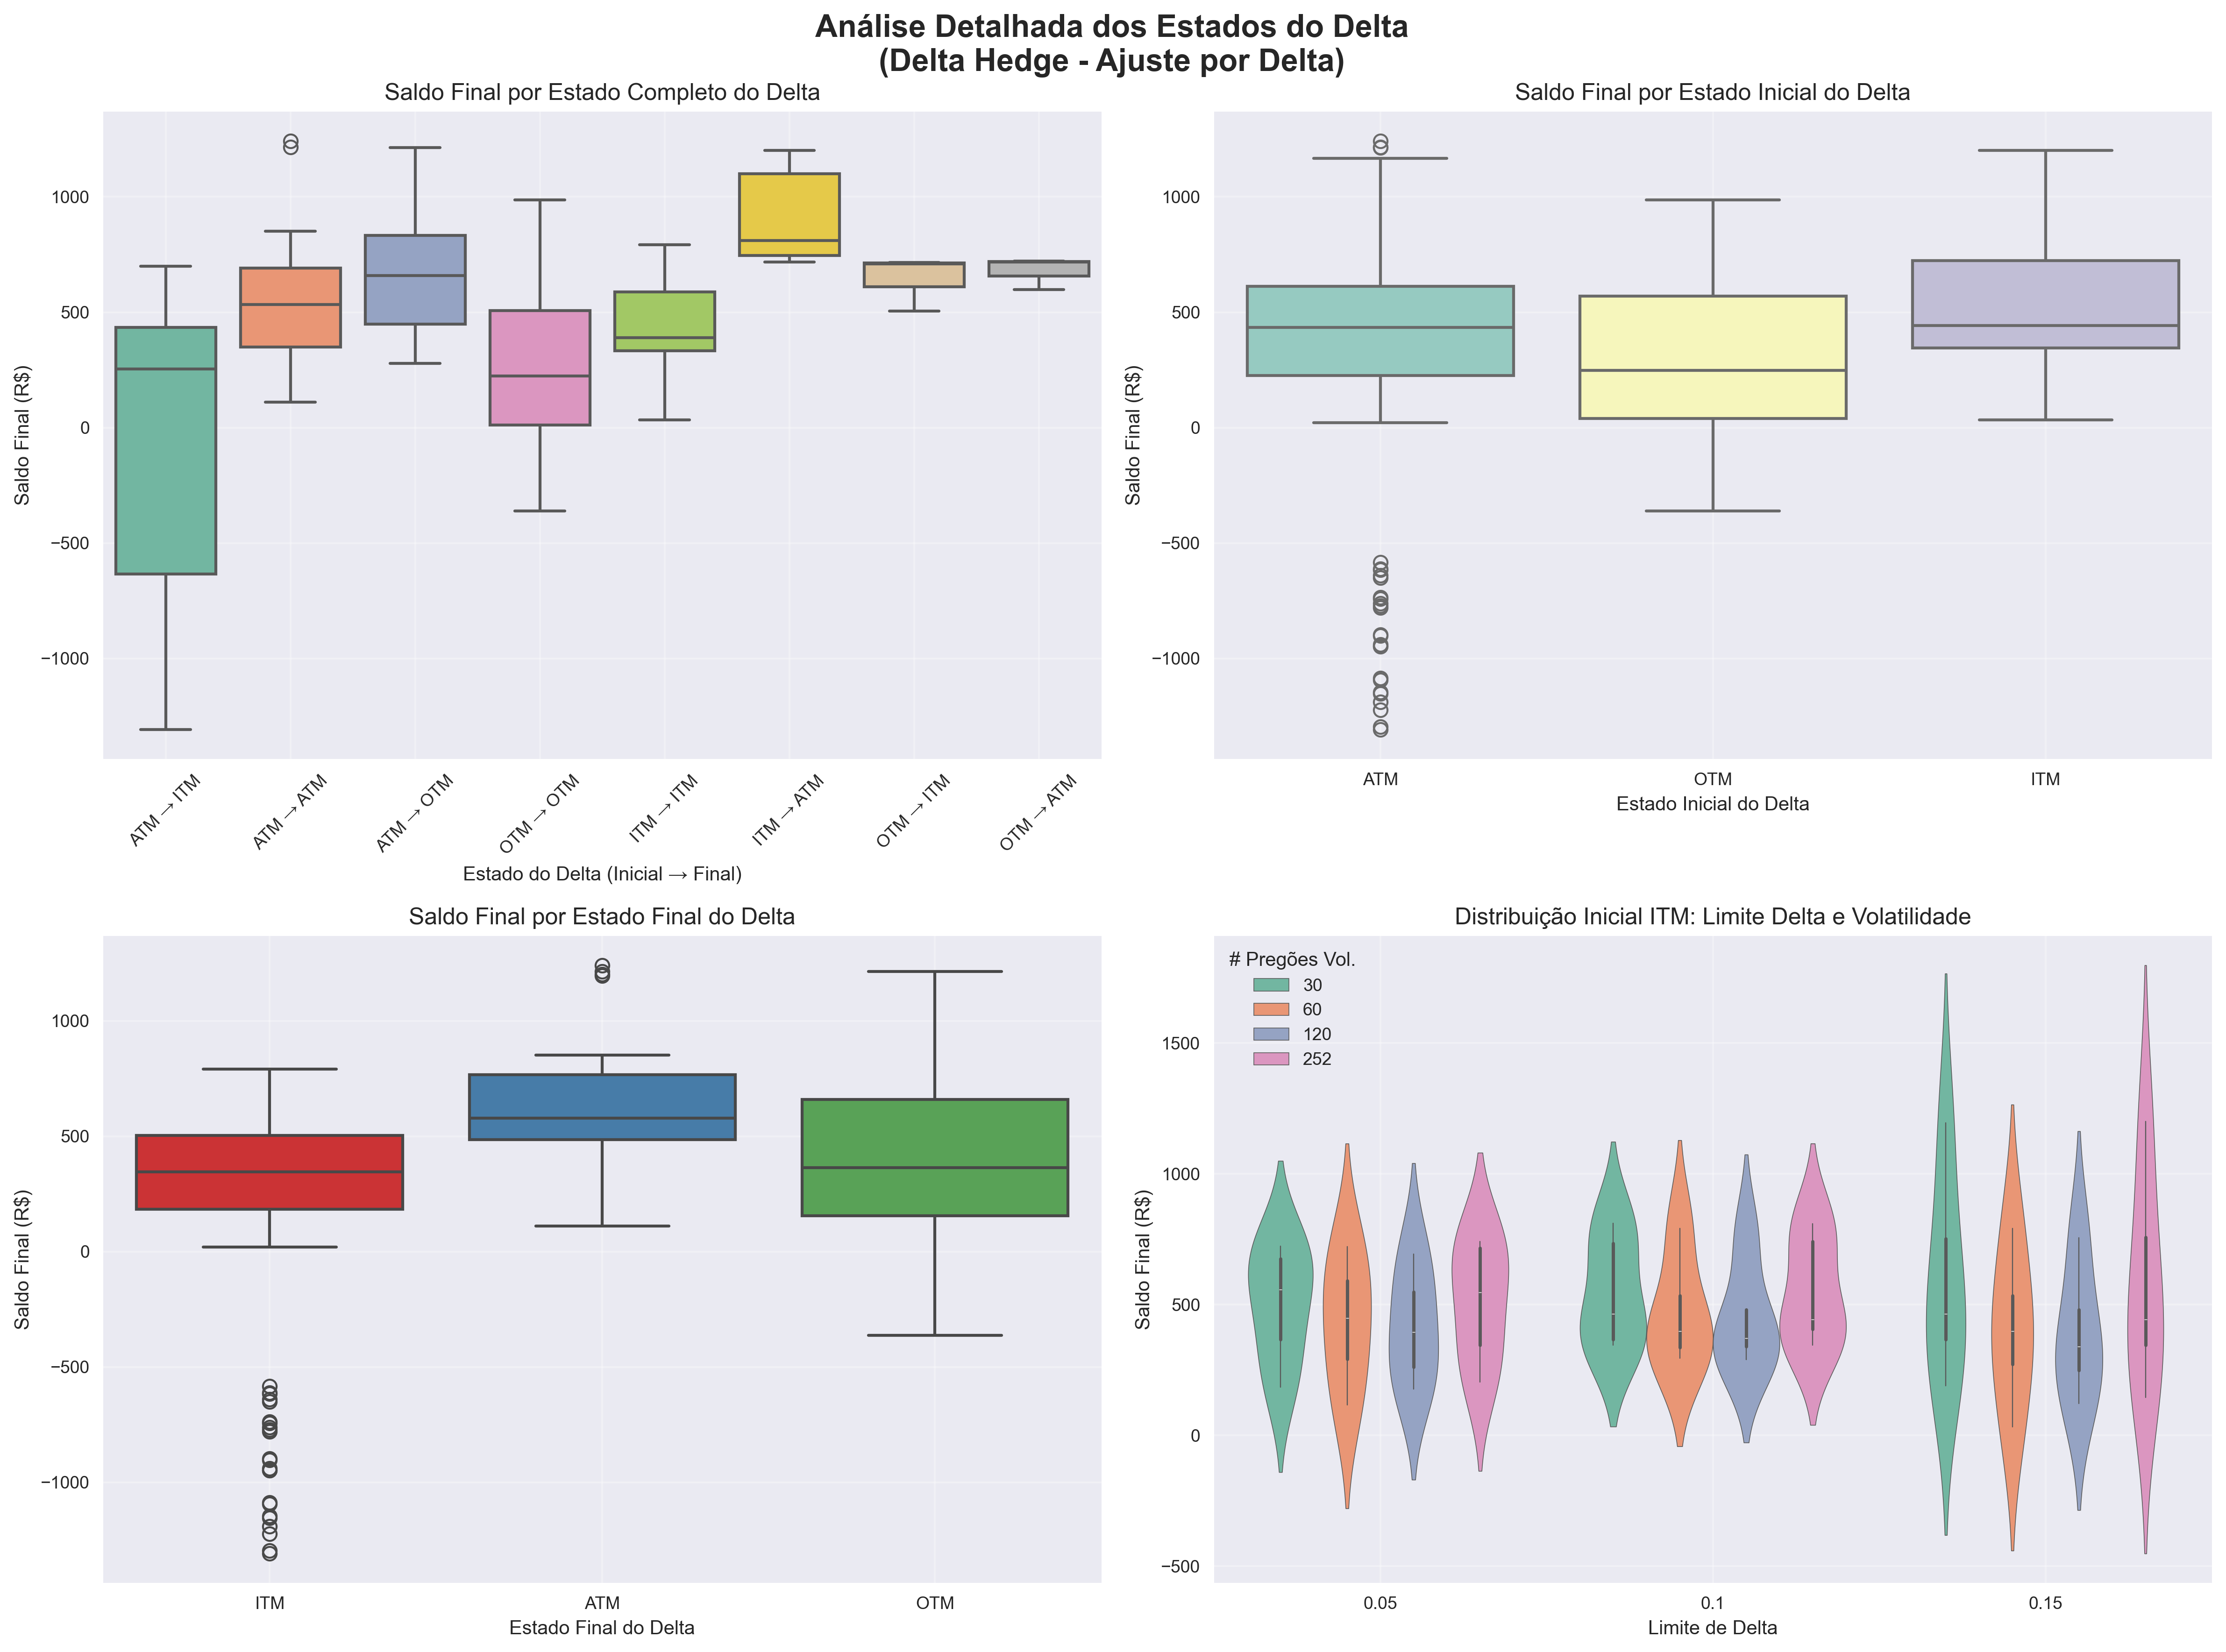 Análise Detalhada dos Estados do Delta
(Delta Hedge - Ajuste por Delta)
Saldo Final por Estado Completo do Delta
Saldo Final (R$)
1000
500
0
−500
−1000
ATM → ITM
ATM → ATM
ATM → OTM
OTM → OTM
ITM → ITM
ITM → ATM
OTM → ITM
OTM → ATM
Estado do Delta (Inicial → Final)
Saldo Final por Estado Inicial do Delta
Saldo Final (R$)
1000
500
0
−500
−1000
ATM
OTM
ITM
Estado Inicial do Delta
Saldo Final por Estado Final do Delta
Saldo Final (R$)
1000
500
0
−500
−1000
ITM
ATM
OTM
Estado Final do Delta
Distribuição Inicial ITM: Limite Delta e Volatilidade
# Pregões Vol.
30
60
120
252
Saldo Final (R$)
1500
1000
500
0
−500
0.05
0.1
0.15
Limite de Delta